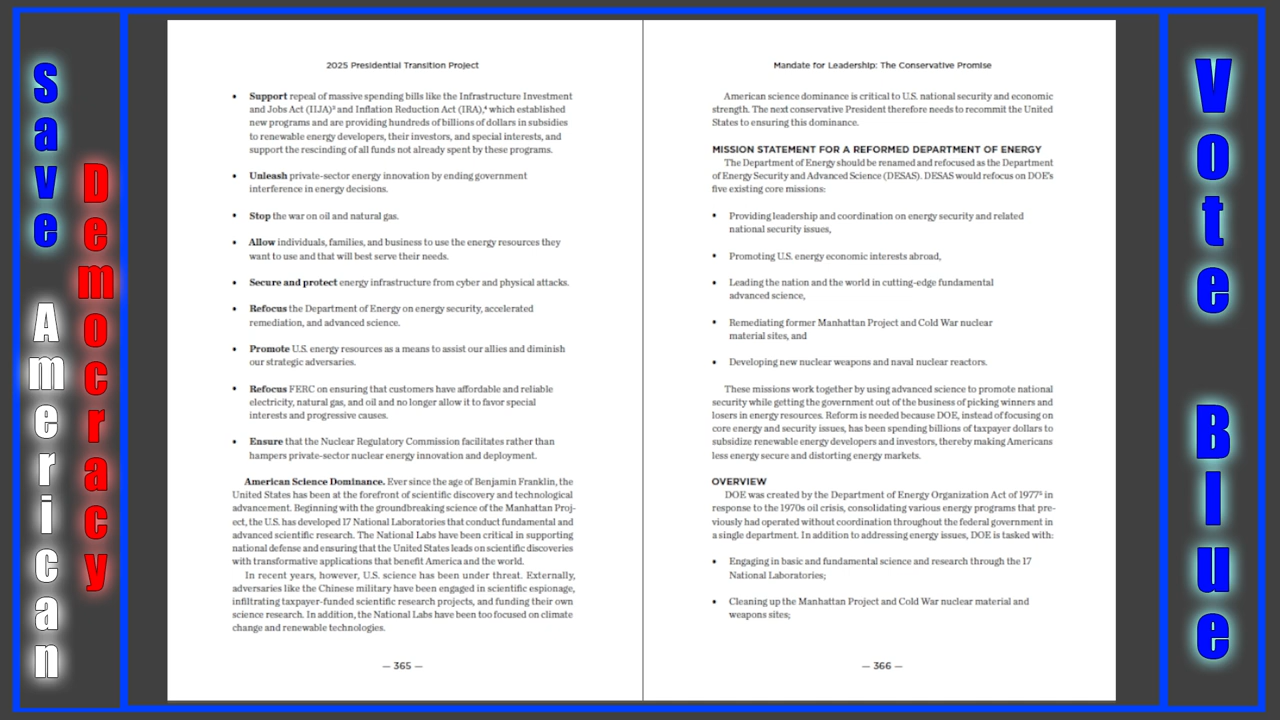 Save American
Democracy
2025 Presidential Transition Project
• Support repeal of massive spending bills like the Infrastructure Investment
and Jobs Act (IIJA)³ and Inflation Reduction Act (IRA),⁴ which established
new programs and are providing hundreds of billions of dollars in subsidies
to renewable energy developers, their investors, and special interests, and
support the rescinding of all funds not already spent by these programs.
• Unleash private-sector energy innovation by ending government
interference in energy decisions.
• Stop the war on oil and natural gas.
• Allow individuals, families, and business to use the energy resources they
want to use and that will best serve their needs.
• Secure and protect energy infrastructure from cyber and physical attacks.
• Refocus the Department of Energy on energy security, accelerated
remediation, and advanced science.
• Promote U.S. energy resources as a means to assist our allies and diminish
our strategic adversaries.
• Refocus FERC on ensuring that customers have affordable and reliable
electricity, natural gas, and oil and no longer allow it to favor special
interests and progressive causes.
• Ensure that the Nuclear Regulatory Commission facilitates rather than
hampers private-sector nuclear energy innovation and deployment.
American Science Dominance. Ever since the age of Benjamin Franklin, the
United States has been at the forefront of scientific discovery and technological
advancement. Beginning with the groundbreaking science of the Manhattan Proj-
ect, the U.S. has developed 17 National Laboratories that conduct fundamental and
advanced scientific research. The National Labs have been critical in supporting
national defense and ensuring that the United States leads on scientific discoveries
with transformative applications that benefit America and the world.
In recent years, however, U.S. science has been under threat. Externally,
adversaries like the Chinese military have been engaged in scientific espionage,
infiltrating taxpayer-funded scientific research projects, and funding their own
science research. In addition, the National Labs have been too focused on climate
change and renewable technologies.
— 365 —
Mandate for Leadership: The Conservative Promise
American science dominance is critical to U.S. national security and economic
strength. The next conservative President therefore needs to recommit the United
States to ensuring this dominance.
MISSION STATEMENT FOR A REFORMED DEPARTMENT OF ENERGY
The Department of Energy should be renamed and refocused as the Department
of Energy Security and Advanced Science (DESAS). DESAS would refocus on DOE's
five existing core missions:
• Providing leadership and coordination on energy security and related
national security issues,
• Promoting U.S. energy economic interests abroad,
• Leading the nation and the world in cutting-edge fundamental
advanced science,
• Remediating former Manhattan Project and Cold War nuclear
material sites, and
• Developing new nuclear weapons and naval nuclear reactors.
These missions work together by using advanced science to promote national
security while getting the government out of the business of picking winners and
losers in energy resources. Reform is needed because DOE, instead of focusing on
core energy and security issues, has been spending billions of taxpayer dollars to
subsidize renewable energy developers and investors, thereby making Americans
less energy secure and distorting energy markets.
OVERVIEW
DOE was created by the Department of Energy Organization Act of 1977⁵ in
response to the 1970s oil crisis, consolidating various energy programs that pre-
viously had operated without coordination throughout the federal government in
a single department. In addition to addressing energy issues, DOE is tasked with:
• Engaging in basic and fundamental science and research through the 17
National Laboratories;
• Cleaning up the Manhattan Project and Cold War nuclear material and
weapons sites;
— 366 —
Vote Blue